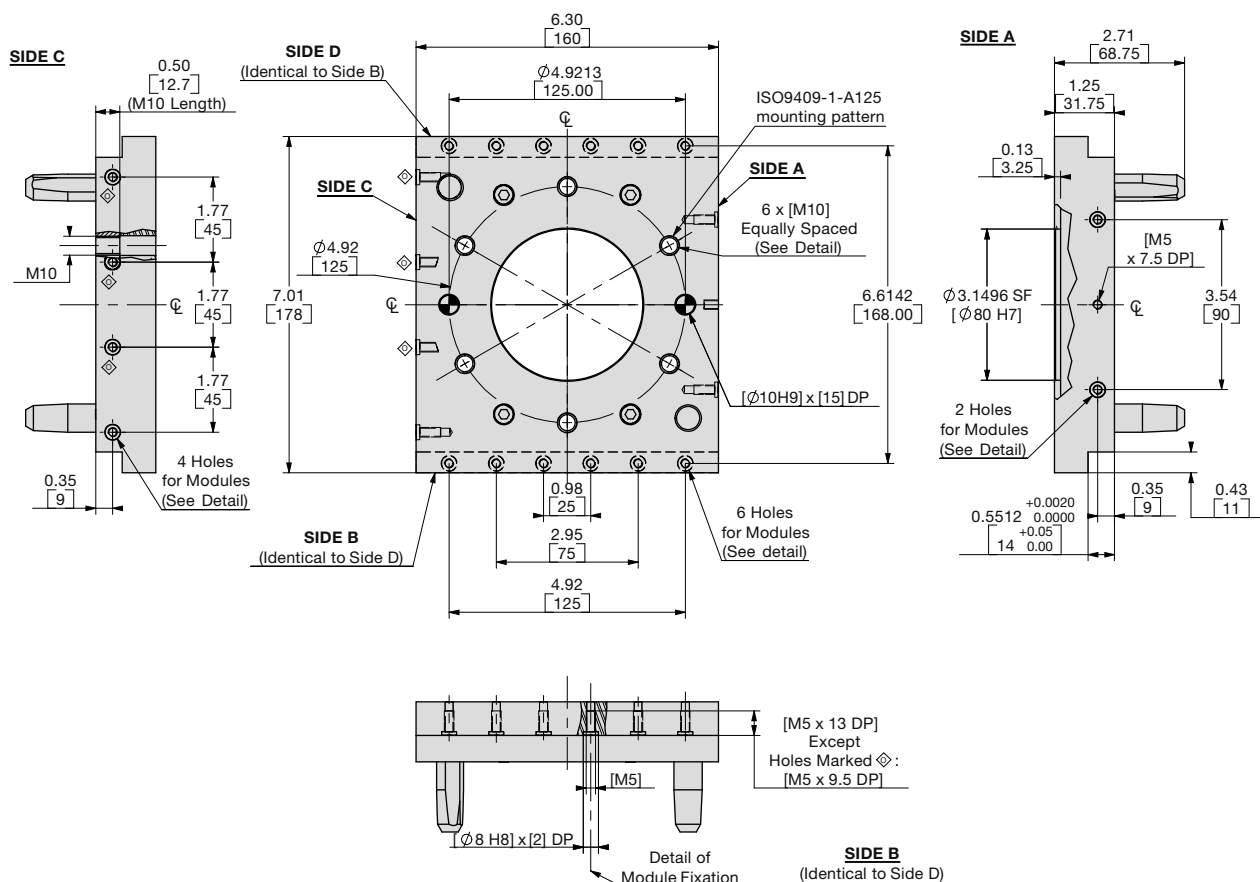 SIDE C
0.50
[12.7]
(M10 Length)
1.77
[45]
M10
1.77
[45]
℄
1.77
[45]
0.35
[9]
4 Holes
for Modules
(See Detail)
6.30
[160]
SIDE D
(Identical to Side B)
Ø4.9213
[125.00]
℄
ISO9409-1-A125
mounting pattern
SIDE C
SIDE A
6 x [M10]
Equally Spaced
(See Detail)
Ø4.92
[125]
7.01
[178]
℄
6.6142
[168.00]
[Ø10H9] x [15] DP
0.98
[25]
SIDE B
(Identical to Side D)
2.95
[75]
6 Holes
for Modules
(See detail)
4.92
[125]
SIDE A
2.71
[68.75]
1.25
[31.75]
0.13
[3.25]
[M5
x 7.5 DP]
Ø3.1496 SF
[Ø80 H7]
℄
3.54
[90]
2 Holes
for Modules
(See Detail)
0.5512 +0.0020 0.0000
[14 +0.05 0.00]
0.35
[9]
0.43
[11]
[M5 x 13 DP]
Except
Holes Marked ◈ :
[M5 x 9.5 DP]
[M5]
[Ø8 H8] x [2] DP
Detail of
Module Fixation
SIDE B
(Identical to Side D)